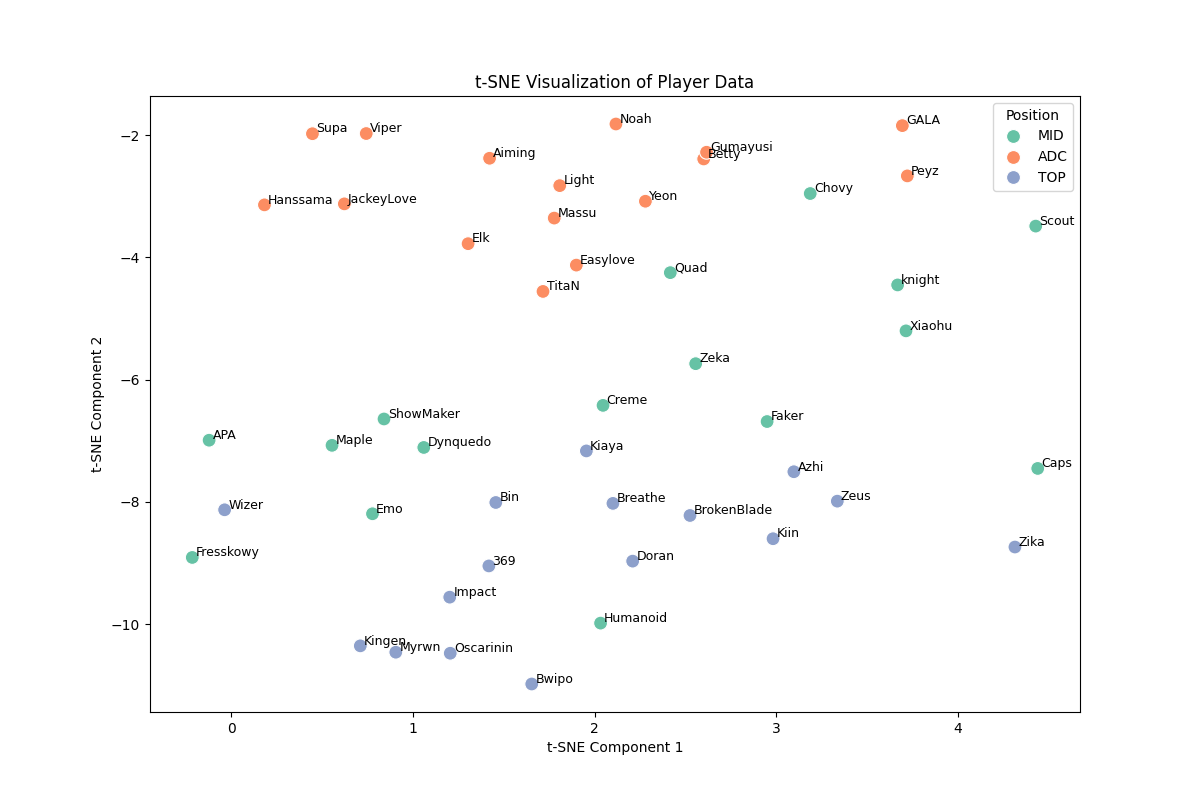 t-SNE Visualization of Player Data
Position
MID
ADC
TOP
Noah
GALA
Supa
Viper
Gumayusi
Betty
Aiming
Peyz
Light
Chovy
Yeon
Hanssama
JackeyLove
Massu
Scout
Elk
Easylove
Quad
knight
TitaN
Xiaohu
Zeka
Creme
ShowMaker
Faker
APA
Maple
Dynquedo
Kiaya
Caps
Azhi
Zeus
Bin
Breathe
Wizer
Emo
BrokenBlade
Kiin
Zika
Fresskowy
Doran
369
Impact
Humanoid
Kingen
Myrwn
Oscarinin
Bwipo
−2
−4
−6
−8
−10
t-SNE Component 2
0
1
2
3
4
t-SNE Component 1